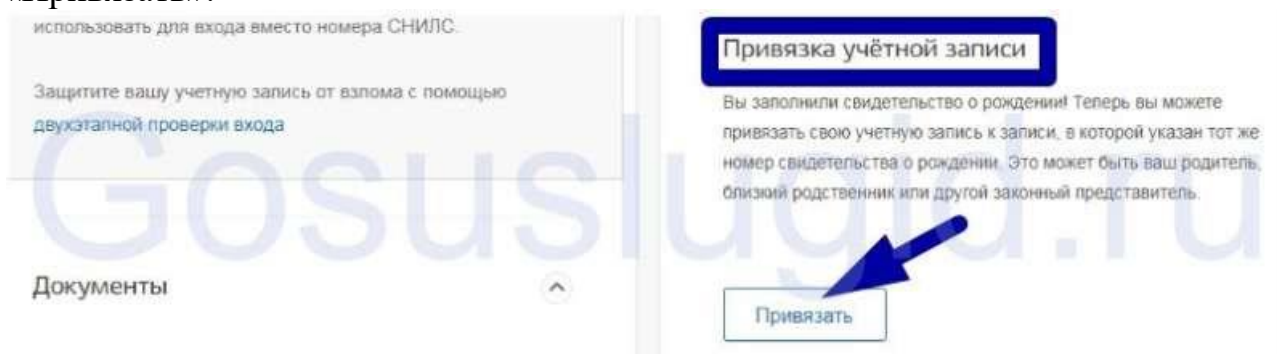 использовать для входа вместо номера СНИЛС.
Защитите вашу учетную запись от взлома с помощью
двухэтапной проверки входа
Документы
Привязка учётной записи
Вы заполнили свидетельство о рождении! Теперь вы можете
привязать свою учетную запись к записи, в которой указан тот же
номер свидетельства о рождении. Это может быть ваш родитель,
близкий родственник или другой законный представитель.
Привязать
Gosuslugid.ru